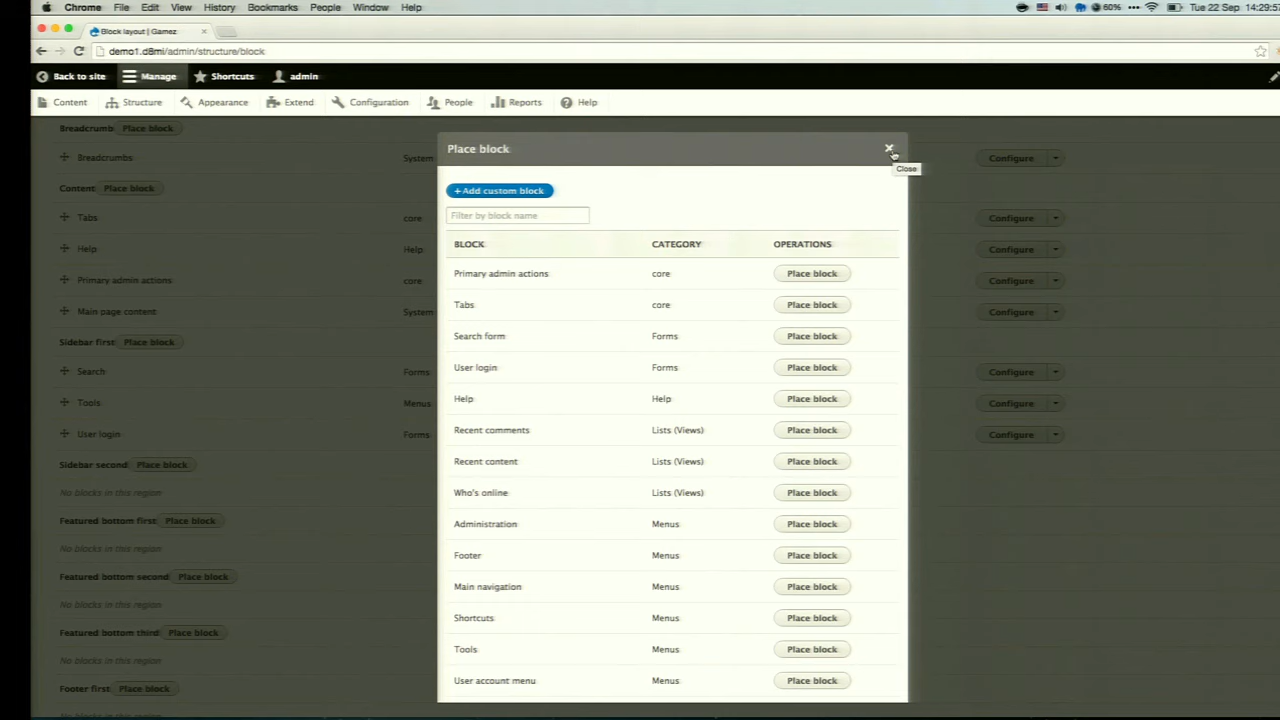 Chrome File Edit View History Bookmarks People Window Help 60% Tue 22 Sep 14:29:57
Block layout | Gamez
demo1.d8mi/admin/structure/block
Back to site Manage Shortcuts admin
Content Structure Appearance Extend Configuration People Reports Help
Breadcrumb Place block
Breadcrumbs System Configure
Content Place block
Tabs core Configure
Help Help Configure
Primary admin actions core Configure
Main page content System Configure
Sidebar first Place block
Search Forms Configure
Tools Menus Configure
User login Forms Configure
Sidebar second Place block
No blocks in this region
Featured bottom first Place block
No blocks in this region
Featured bottom second Place block
No blocks in this region
Featured bottom third Place block
No blocks in this region
Footer first Place block
Place block
Close
+ Add custom block
Filter by block name
BLOCK CATEGORY OPERATIONS
Primary admin actions core Place block
Tabs core Place block
Search form Forms Place block
User login Forms Place block
Help Help Place block
Recent comments Lists (Views) Place block
Recent content Lists (Views) Place block
Who's online Lists (Views) Place block
Administration Menus Place block
Footer Menus Place block
Main navigation Menus Place block
Shortcuts Menus Place block
Tools Menus Place block
User account menu Menus Place block